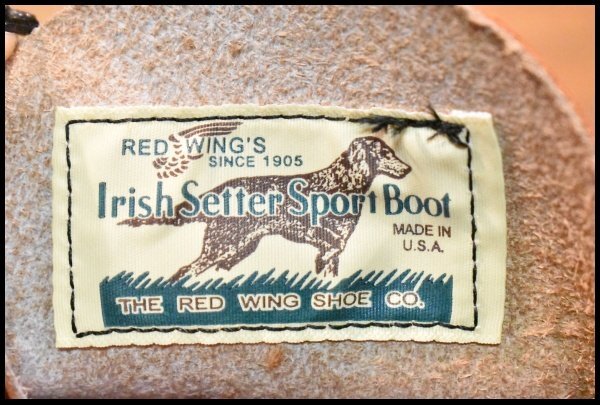 RED WING'S
SINCE 1905
Irish Setter Sport Boot
MADE IN
U.S.A.
THE RED WING SHOE CO.